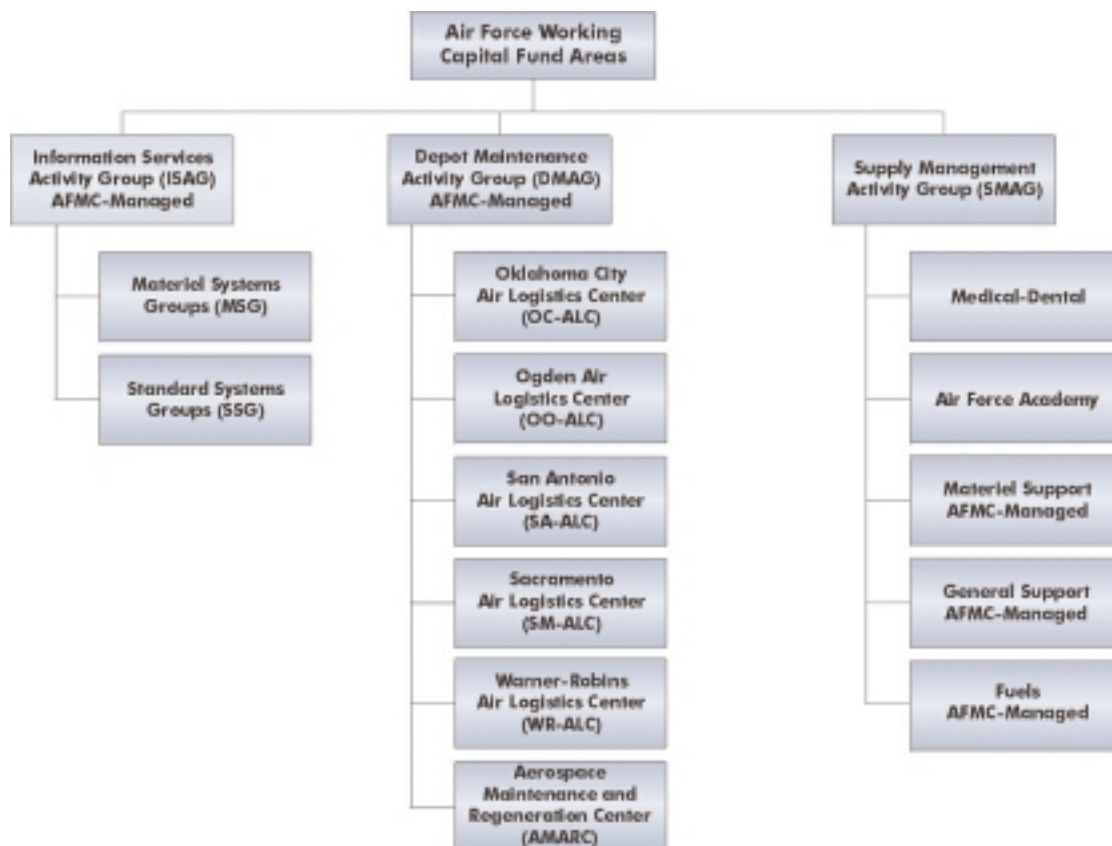 Air Force Working
Capital Fund Areas
Information Services
Activity Group (ISAG)
AFMC-Managed
Materiel Systems
Groups (MSG)
Standard Systems
Groups (SSG)
Depot Maintenance
Activity Group (DMAG)
AFMC-Managed
Oklahoma City
Air Logistics Center
(OC-ALC)
Ogden Air
Logistics Center
(OO-ALC)
San Antonio
Air Logistics Center
(SA-ALC)
Sacramento
Air Logistics Center
(SM-ALC)
Warner-Robins
Air Logistics Center
(WR-ALC)
Aerospace
Maintenance and
Regeneration Center
(AMARC)
Supply Management
Activity Group (SMAG)
Medical-Dental
Air Force Academy
Materiel Support
AFMC-Managed
General Support
AFMC-Managed
Fuels
AFMC-Managed